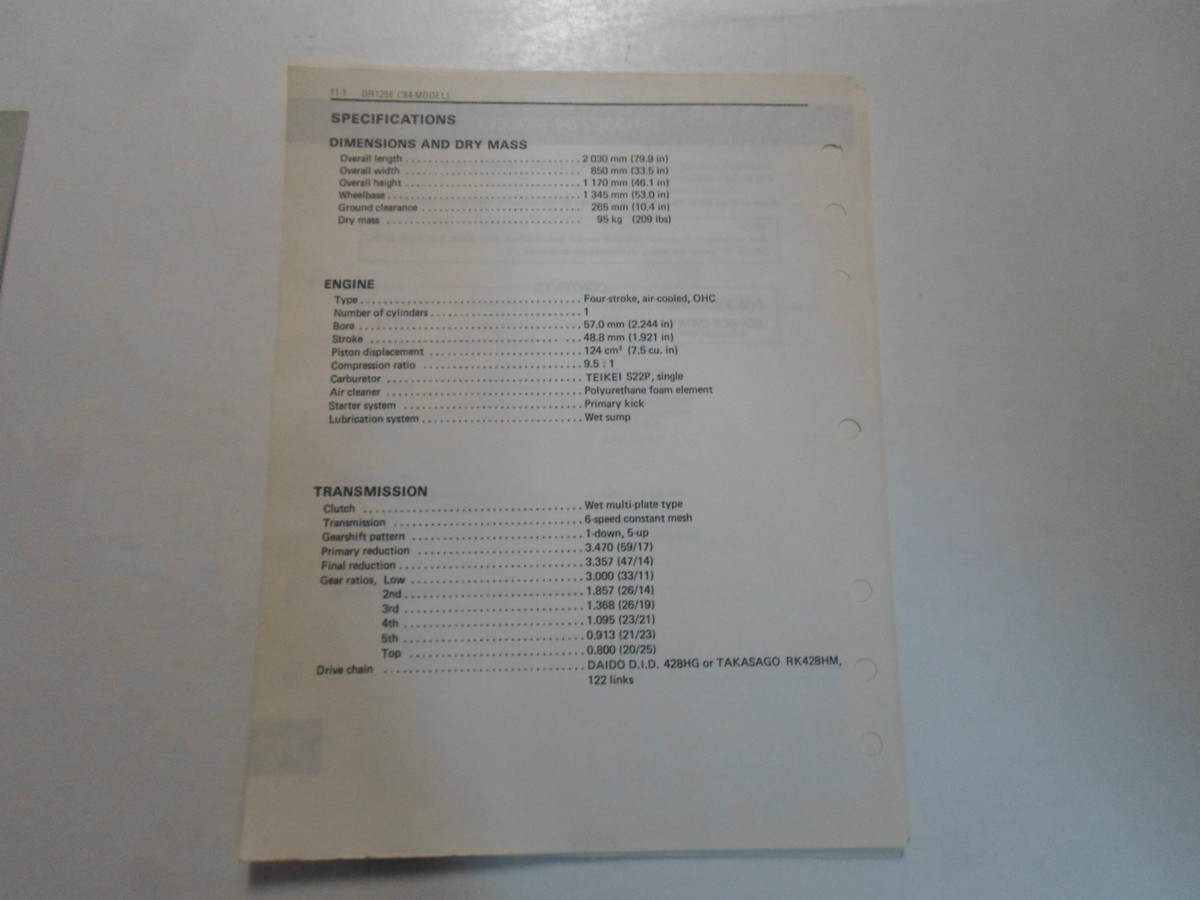 11-1 DR125E ('84-MODEL)
SPECIFICATIONS
DIMENSIONS AND DRY MASS
Overall length ........ 2 030 mm (79.9 in)
Overall width ........ 850 mm (33.5 in)
Overall height ........ 1 170 mm (46.1 in)
Wheelbase ........ 1 345 mm (53.0 in)
Ground clearance ........ 265 mm (10.4 in)
Dry mass ........ 95 kg (209 lbs)
ENGINE
Type ........ Four-stroke, air-cooled, OHC
Number of cylinders ........ 1
Bore ........ 57.0 mm (2.244 in)
Stroke ........ 48.8 mm (1.921 in)
Piston displacement ........ 124 cm³ (7.5 cu. in)
Compression ratio ........ 9.5 : 1
Carburetor ........ TEIKEI S22P, single
Air cleaner ........ Polyurethane foam element
Starter system ........ Primary kick
Lubrication system ........ Wet sump
TRANSMISSION
Clutch ........ Wet multi-plate type
Transmission ........ 6-speed constant mesh
Gearshift pattern ........ 1-down, 5-up
Primary reduction ........ 3.470 (59/17)
Final reduction ........ 3.357 (47/14)
Gear ratios, Low ........ 3.000 (33/11)
2nd ........ 1.857 (26/14)
3rd ........ 1.368 (26/19)
4th ........ 1.095 (23/21)
5th ........ 0.913 (21/23)
Top ........ 0.800 (20/25)
Drive chain ........ DAIDO D.I.D. 428HG or TAKASAGO RK428HM,
122 links